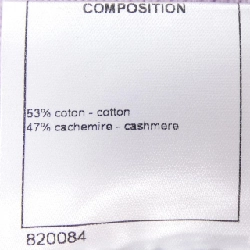 COMPOSITION
53% coton - cotton
47% cachemire - cashmere
820084